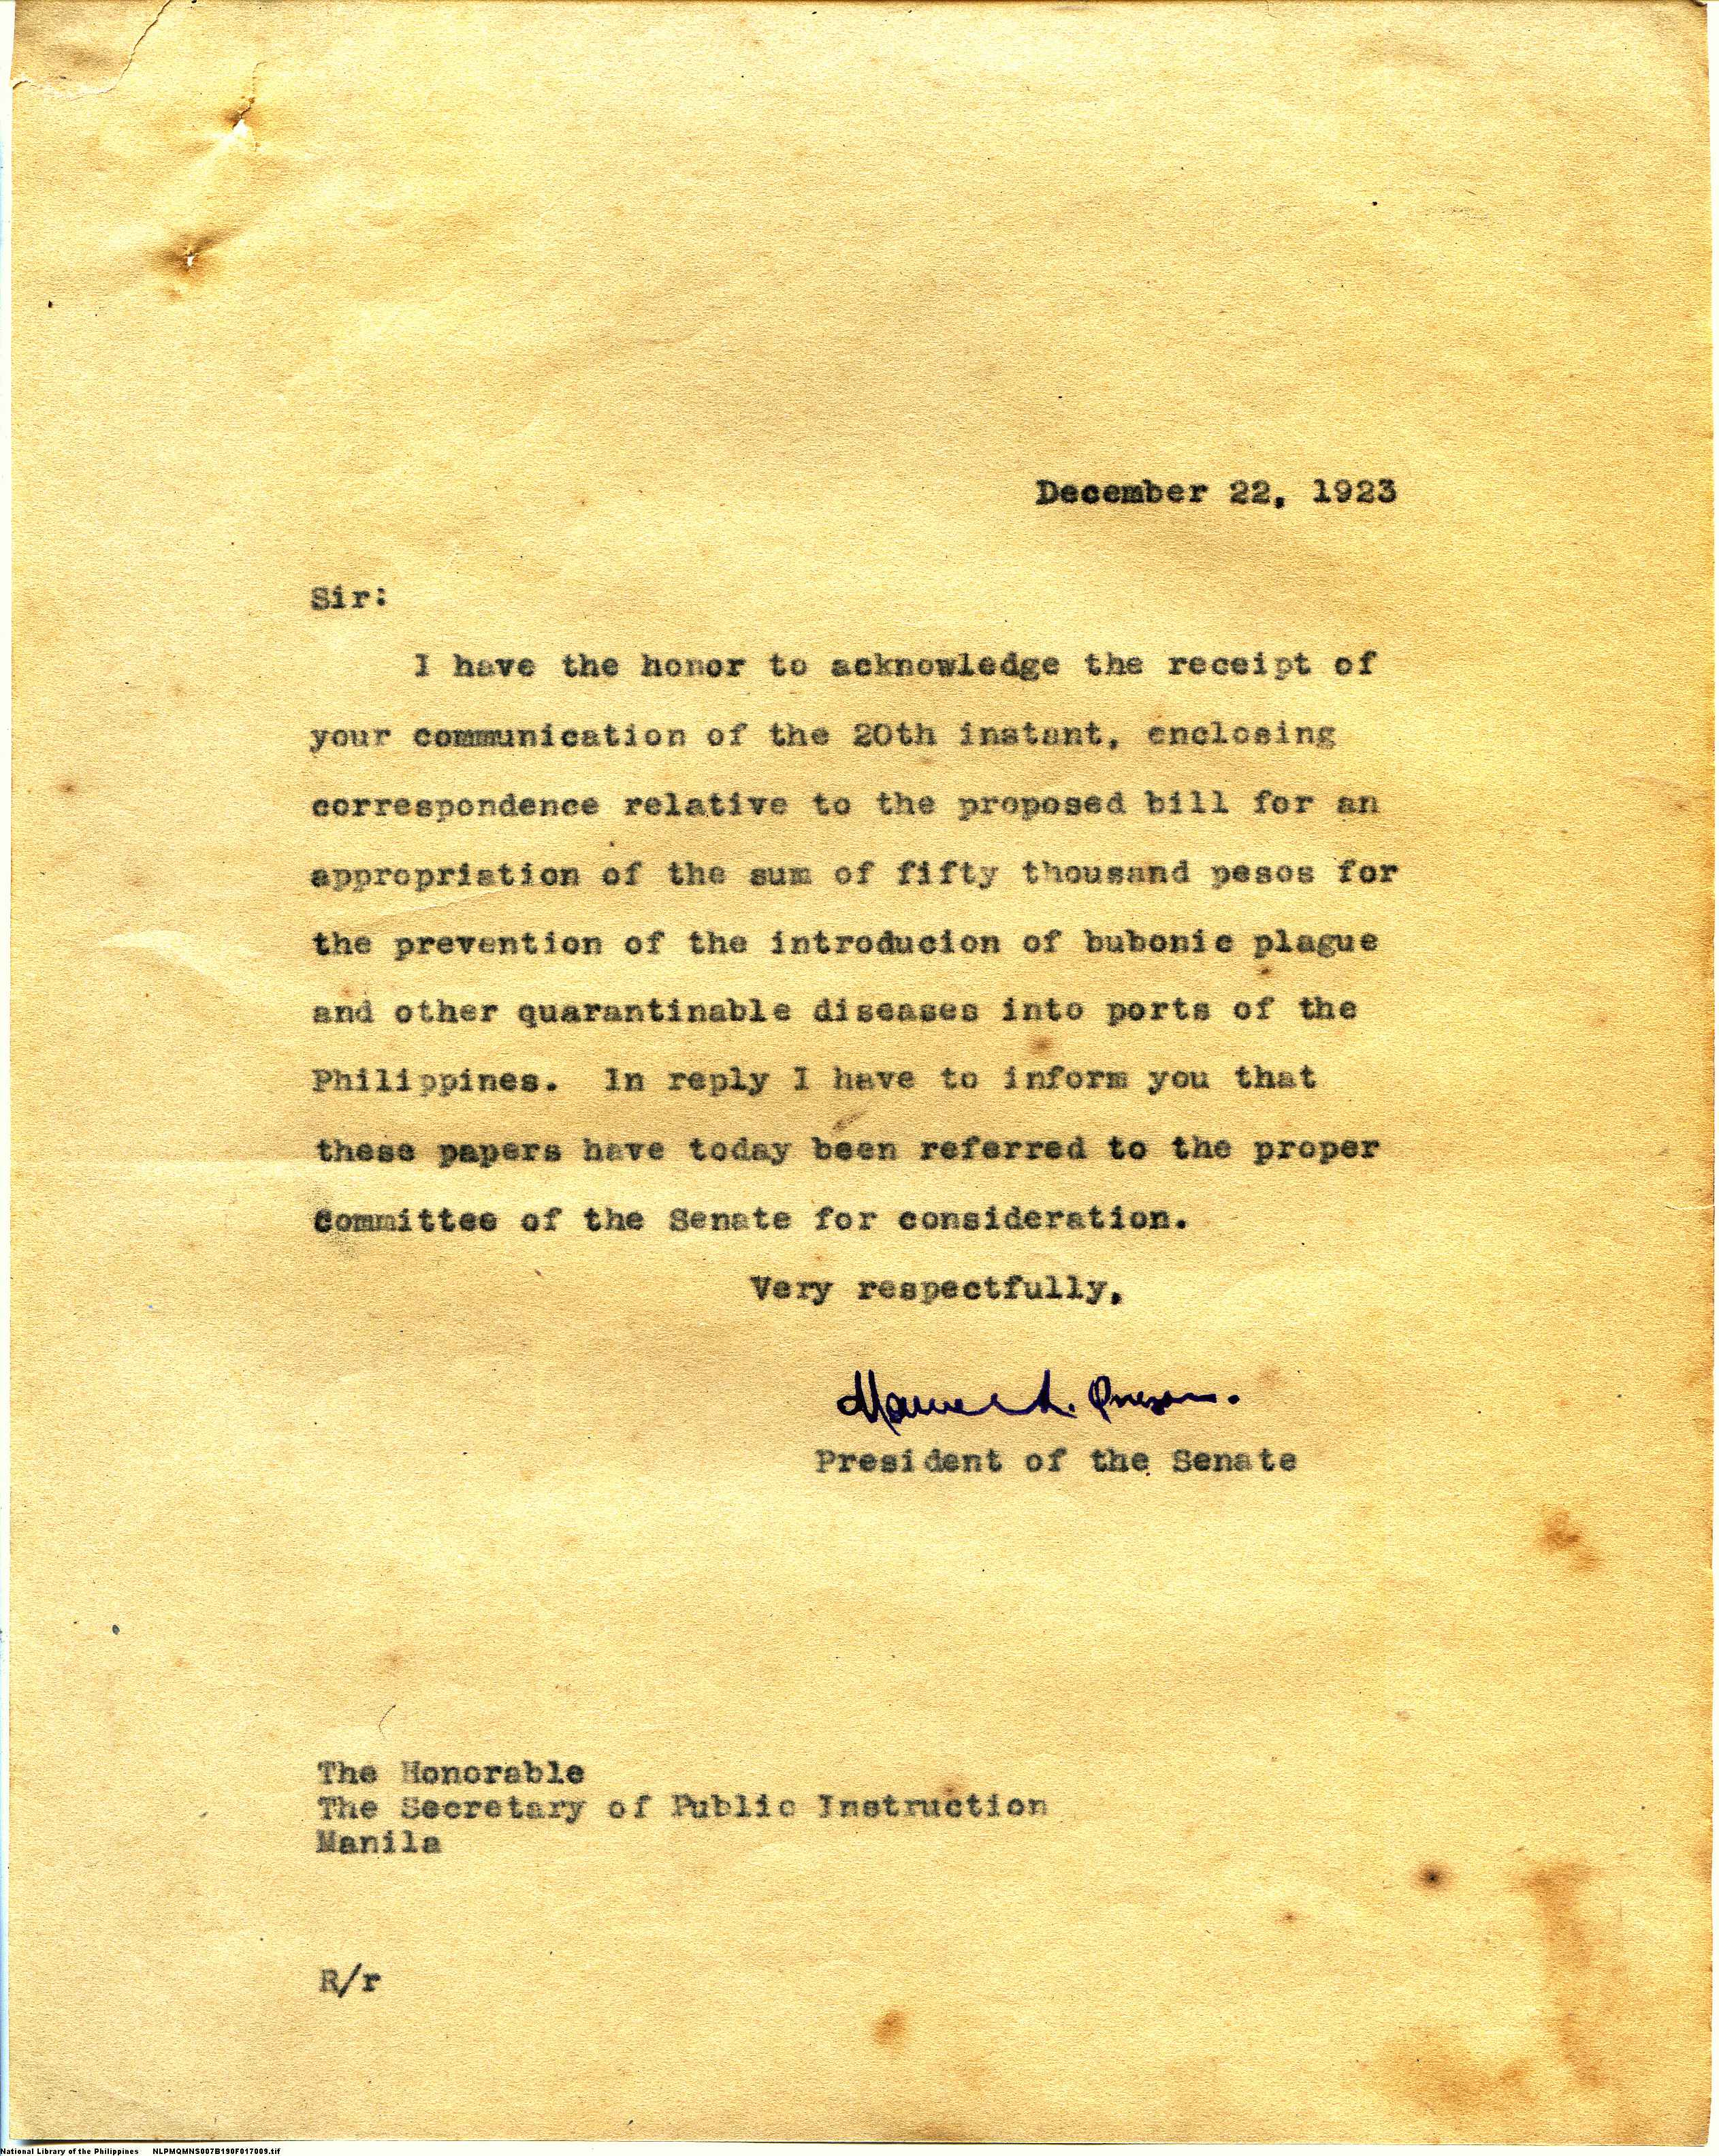 December 22, 1923
Sir:
I have the honor to acknowledge the receipt of
your communication of the 20th instant, enclosing
correspondence relative to the proposed bill for an
appropriation of the sum of fifty thousand pesos for
the prevention of the introducion of bubonic plague
and other quarantinable diseases into ports of the
Philippines. In reply I have to inform you that
these papers have today been referred to the proper
Committee of the Senate for consideration.
Very respectfully,
Manuel L. Quezon.
President of the Senate
The Honorable
The Secretary of Public Instruction
Manila
R/r
National Library of the Philippines NLPMQMNS007B190F017009.tif